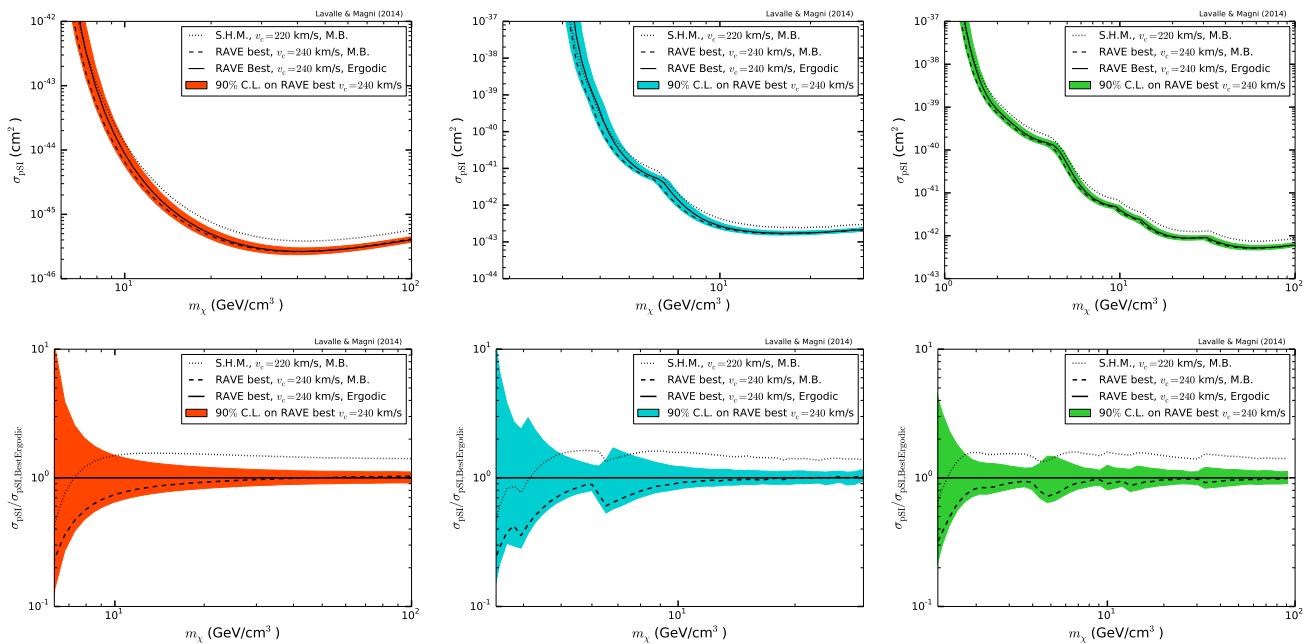 Lavalle & Magni (2014)
S.H.M., v_c=220 km/s, M.B.
RAVE best, v_c=240 km/s, M.B.
RAVE Best, v_c=240 km/s, Ergodic
90% C.L. on RAVE best v_c=240 km/s
10^-42
10^-43
10^-44
10^-45
10^-46
σ_pSI (cm^2)
10^1
10^2
m_χ (GeV/cm^3 )
Lavalle & Magni (2014)
S.H.M., v_c=220 km/s, M.B.
RAVE best, v_c=240 km/s, M.B.
RAVE Best, v_c=240 km/s, Ergodic
90% C.L. on RAVE best v_c=240 km/s
10^-37
10^-38
10^-39
10^-40
10^-41
10^-42
10^-43
10^-44
σ_pSI (cm^2)
10^1
m_χ (GeV/cm^3 )
Lavalle & Magni (2014)
S.H.M., v_c=220 km/s, M.B.
RAVE best, v_c=240 km/s, M.B.
RAVE Best, v_c=240 km/s, Ergodic
90% C.L. on RAVE best v_c=240 km/s
10^-37
10^-38
10^-39
10^-40
10^-41
10^-42
10^-43
σ_pSI (cm^2)
10^0
10^1
10^2
m_χ (GeV/cm^3 )
Lavalle & Magni (2014)
S.H.M., v_c=220 km/s, M.B.
RAVE best, v_c=240 km/s, M.B.
RAVE best, v_c=240 km/s, Ergodic
90% C.L. on RAVE best v_c=240 km/s
10^1
10^0
10^-1
σ_pSI/σ_pSI,BestErgodic
10^1
10^2
m_χ (GeV/cm^3 )
Lavalle & Magni (2014)
S.H.M., v_c=220 km/s, M.B.
RAVE best, v_c=240 km/s, M.B.
RAVE best, v_c=240 km/s, Ergodic
90% C.L. on RAVE best v_c=240 km/s
10^1
10^0
10^-1
σ_pSI/σ_pSI,BestErgodic
10^1
m_χ (GeV/cm^3 )
Lavalle & Magni (2014)
S.H.M., v_c=220 km/s, M.B.
RAVE best, v_c=240 km/s, M.B.
RAVE best, v_c=240 km/s, Ergodic
90% C.L. on RAVE best v_c=240 km/s
10^1
10^0
10^-1
σ_pSI/σ_pSI,BestErgodic
10^1
10^2
m_χ (GeV/cm^3 )